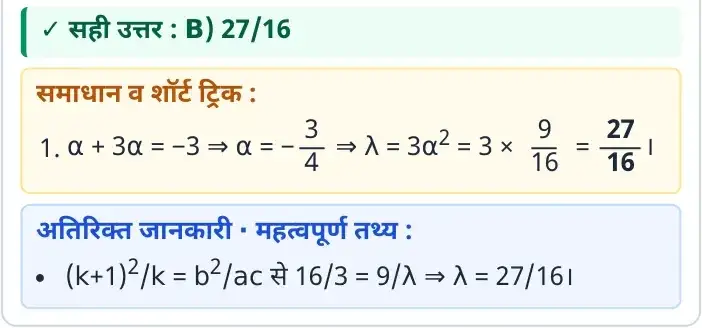 ✓ सही उत्तर : B) 27/16
समाधान व शॉर्ट ट्रिक :
1. α + 3α = −3 ⇒ α = −3/4 ⇒ λ = 3α² = 3 × 9/16 = 27/16।
अतिरिक्त जानकारी · महत्वपूर्ण तथ्य :
• (k+1)²/k = b²/ac से 16/3 = 9/λ ⇒ λ = 27/16।